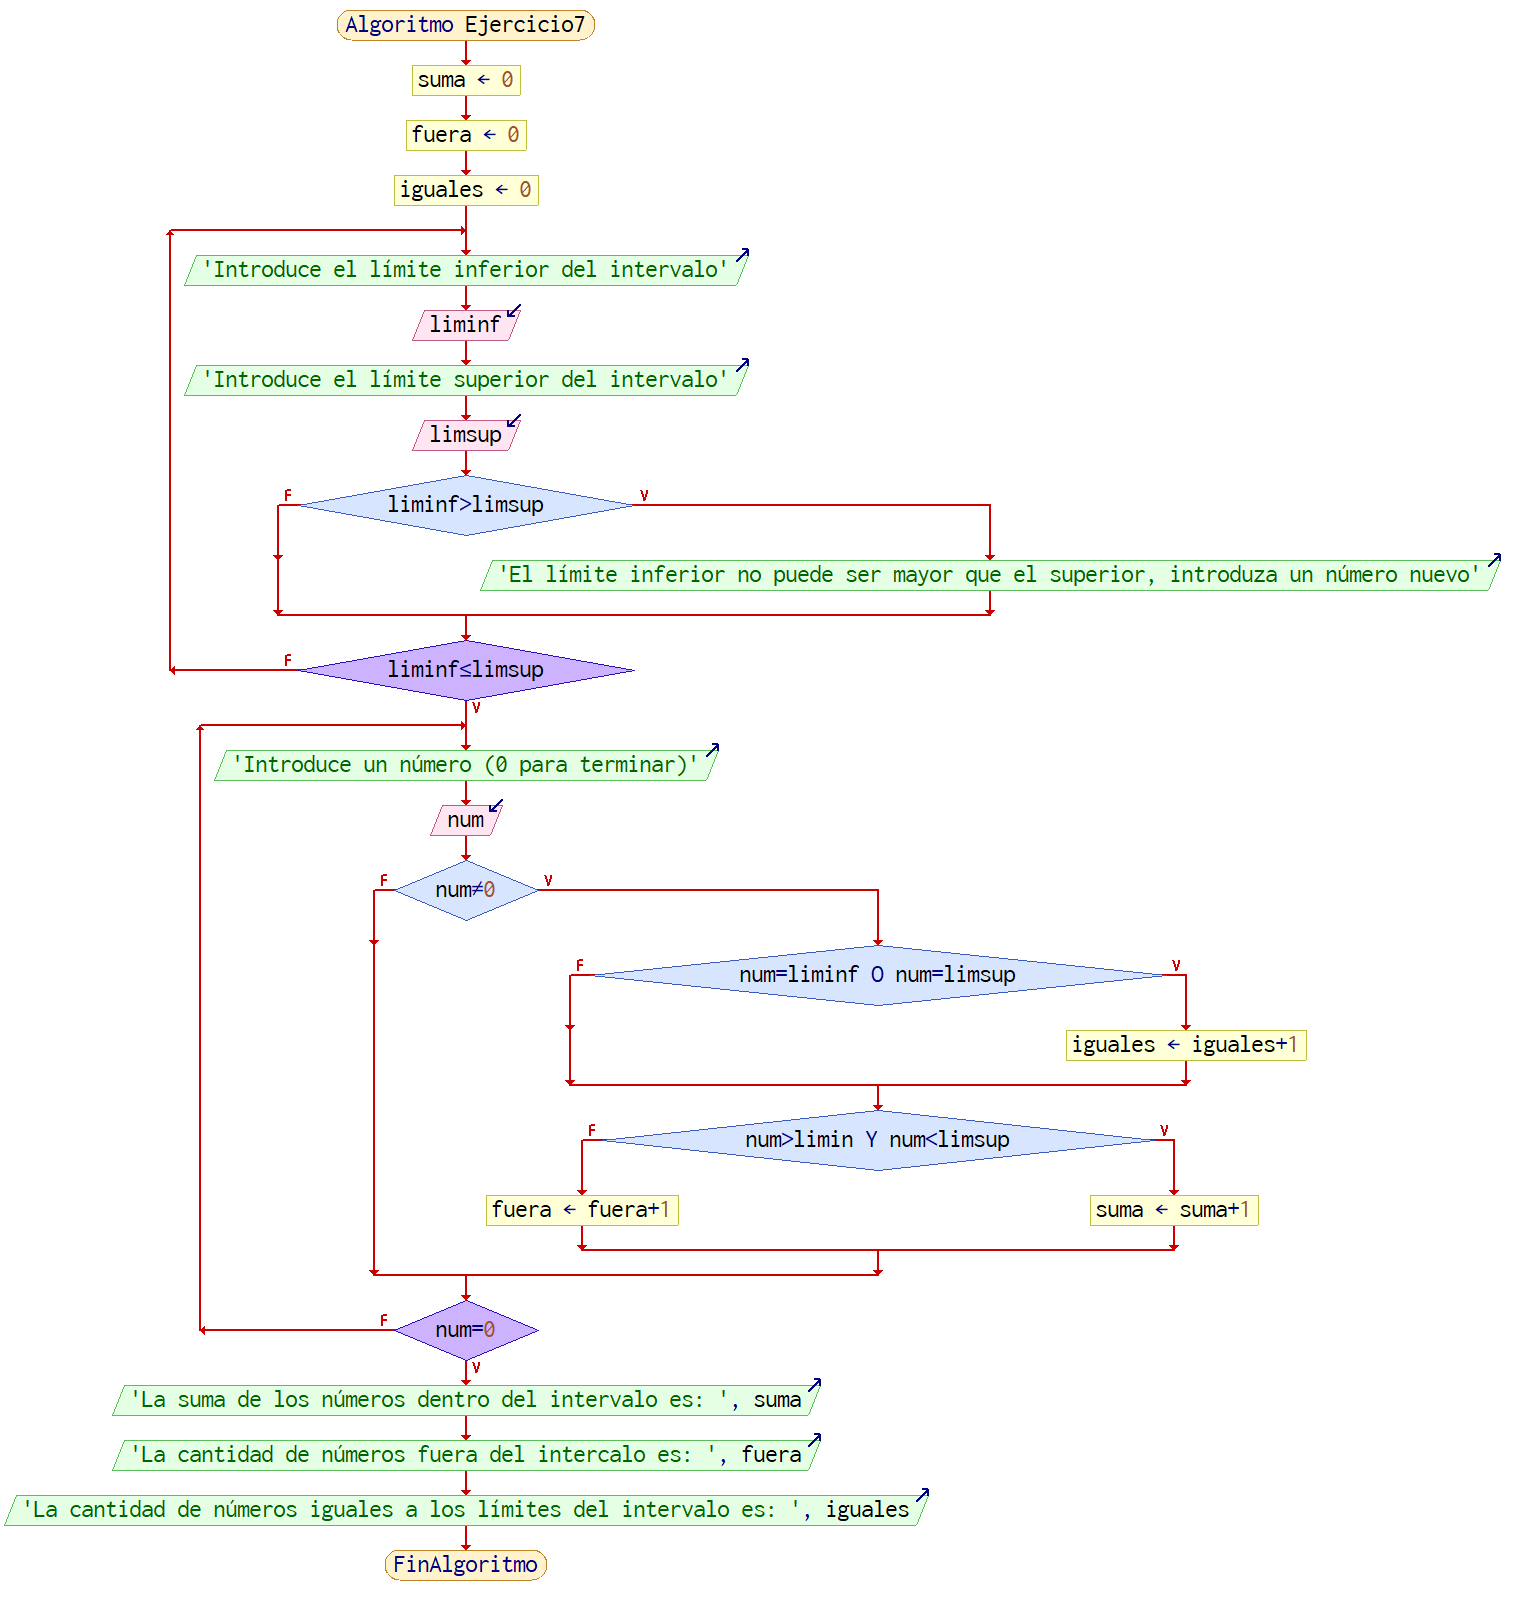 Algoritmo Ejercicio7
suma ← 0
fuera ← 0
iguales ← 0
'Introduce el límite inferior del intervalo'
liminf
'Introduce el límite superior del intervalo'
limsup
F
liminf>limsup
V
'El límite inferior no puede ser mayor que el superior, introduza un número nuevo'
F
liminf≤limsup
V
'Introduce un número (0 para terminar)'
num
F
num≠0
V
F
num=liminf O num=limsup
V
iguales ← iguales+1
F
num>limin Y num<limsup
V
fuera ← fuera+1
suma ← suma+1
F
num=0
V
'La suma de los números dentro del intervalo es: ', suma
'La cantidad de números fuera del intercalo es: ', fuera
'La cantidad de números iguales a los límites del intervalo es: ', iguales
FinAlgoritmo